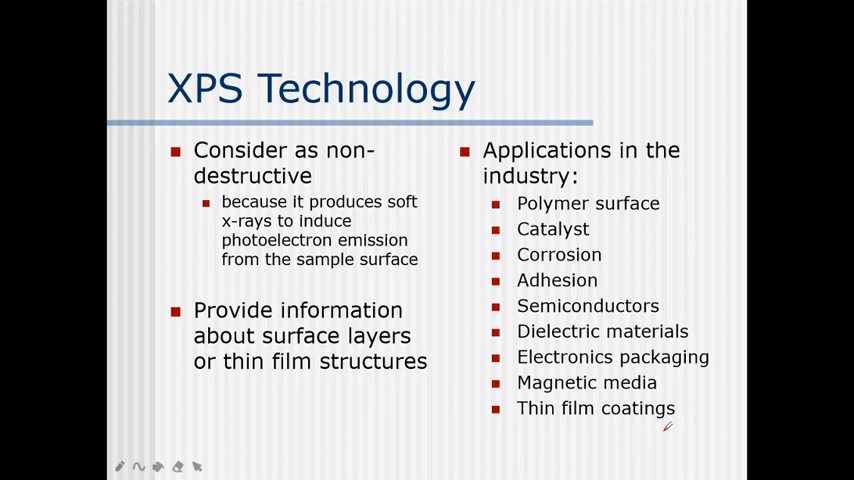 XPS Technology
Consider as non-
destructive
because it produces soft
x-rays to induce
photoelectron emission
from the sample surface
Provide information
about surface layers
or thin film structures
Applications in the
industry:
Polymer surface
Catalyst
Corrosion
Adhesion
Semiconductors
Dielectric materials
Electronics packaging
Magnetic media
Thin film coatings